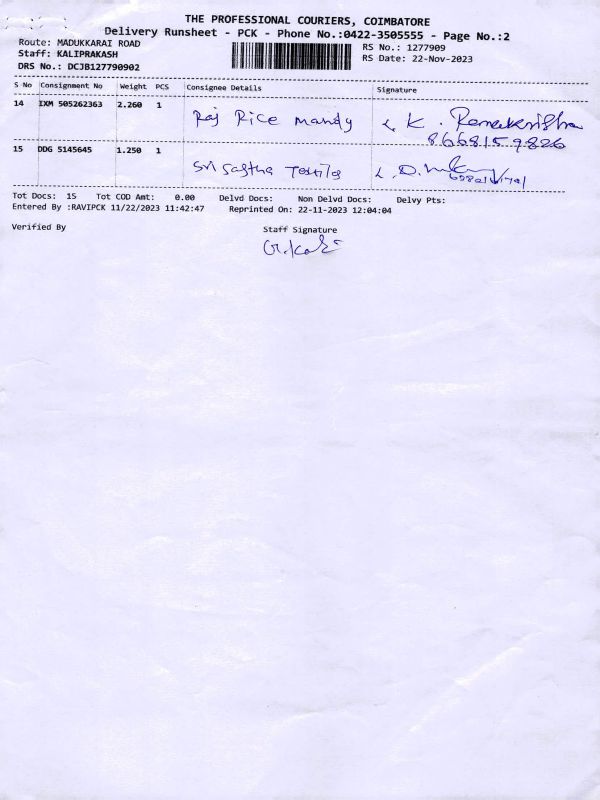 THE PROFESSIONAL COURIERS, COIMBATORE
Delivery Runsheet - PCK - Phone No.:0422-3505555 - Page No.:2
Route: MADUKKARAI ROAD
RS No.: 1277909
Staff: KALIPRAKASH
RS Date: 22-Nov-2023
DRS No.: DCJB127790902
S No Consignment No Weight PCS Consignee Details Signature
14 IXM 505262363 2.260 1 Raj Rice mandy K. Ramakrishna
8668159826
15 DDG 5145645 1.250 1 Sri Sastha
Tot Docs: 15 Tot COD Amt: 0.00 Delvd Docs: Non Delvd Docs: Delvy Pts:
Entered By :RAVIPCK 11/22/2023 11:42:47 Reprinted On: 22-11-2023 12:04:04
Verified By Staff Signature